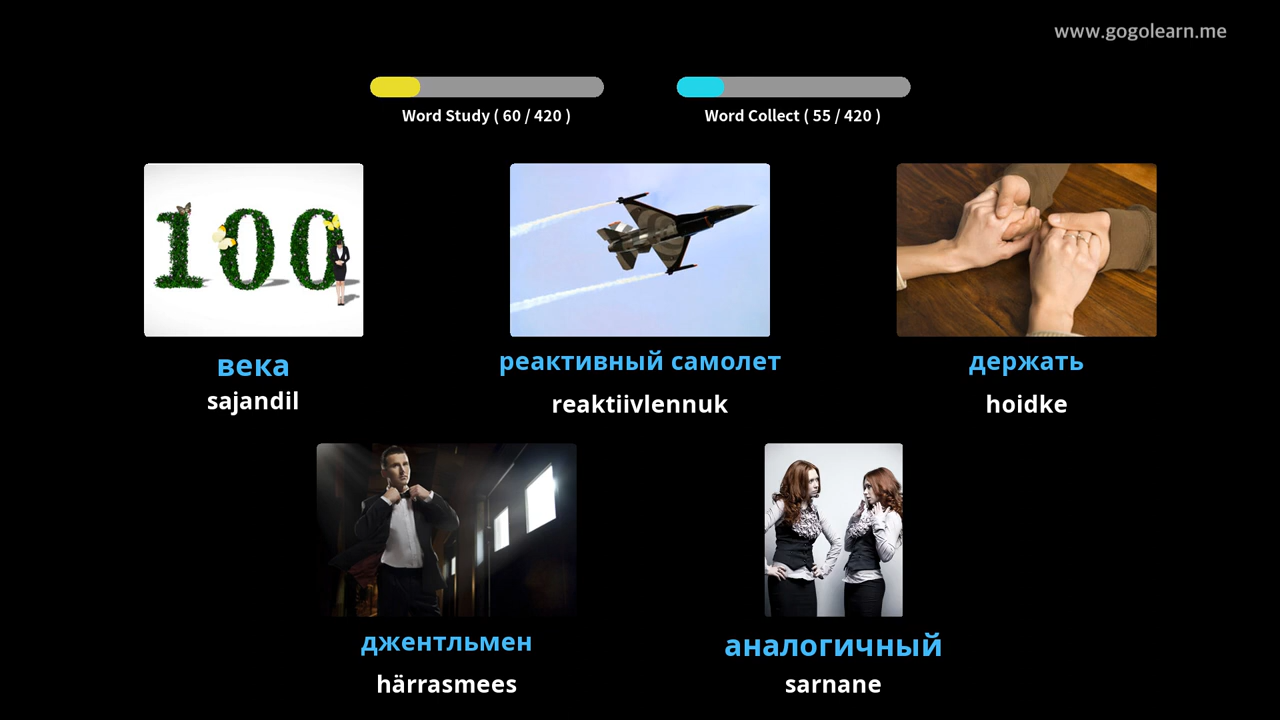 www.gogolearn.me
Word Study ( 60 / 420 )
Word Collect ( 55 / 420 )
100
века
sajandil
реактивный самолет
reaktiivlennuk
держать
hoidke
джентльмен
härrasmees
аналогичный
sarnane